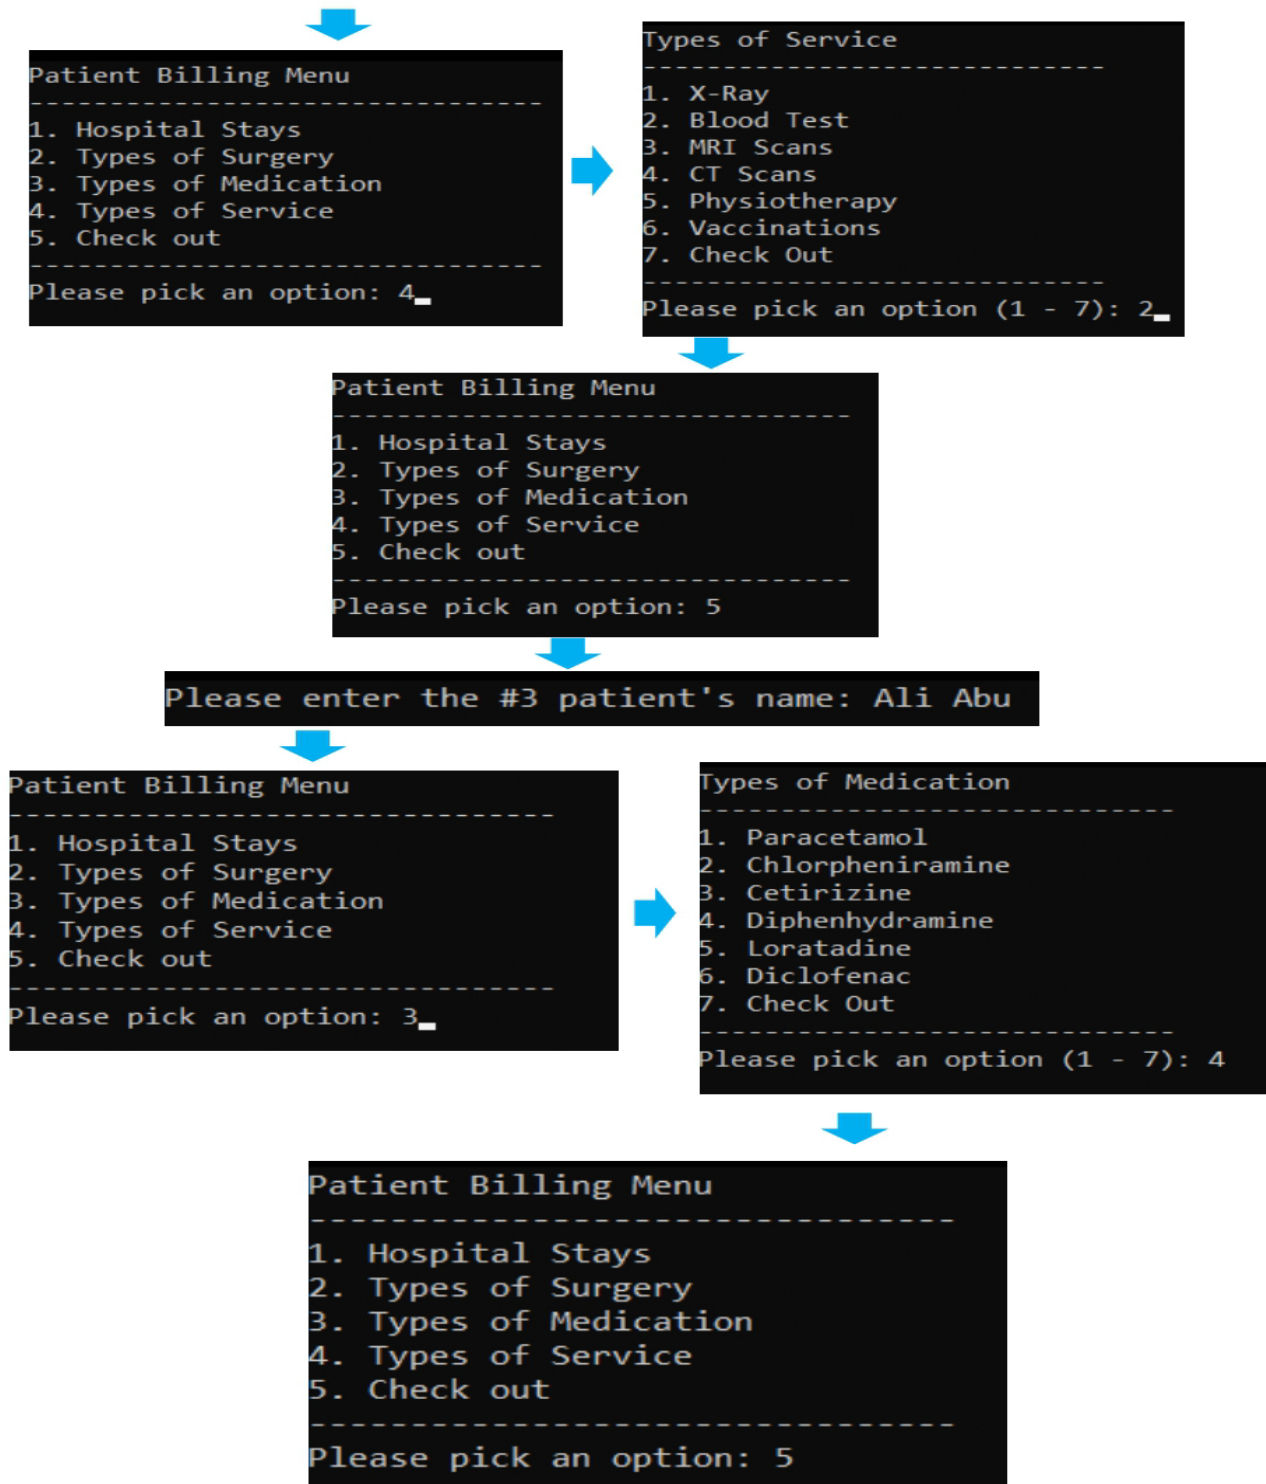 Patient Billing Menu
--------------------------------
1. Hospital Stays
2. Types of Surgery
3. Types of Medication
4. Types of Service
5. Check out
--------------------------------
Please pick an option: 4_
Types of Service
-----------------------------
1. X-Ray
2. Blood Test
3. MRI Scans
4. CT Scans
5. Physiotherapy
6. Vaccinations
7. Check Out
-----------------------------
Please pick an option (1 - 7): 2_
Patient Billing Menu
--------------------------------
1. Hospital Stays
2. Types of Surgery
3. Types of Medication
4. Types of Service
5. Check out
--------------------------------
Please pick an option: 5
Please enter the #3 patient's name: Ali Abu
Patient Billing Menu
--------------------------------
1. Hospital Stays
2. Types of Surgery
3. Types of Medication
4. Types of Service
5. Check out
--------------------------------
Please pick an option: 3_
Types of Medication
-----------------------------
1. Paracetamol
2. Chlorpheniramine
3. Cetirizine
4. Diphenhydramine
5. Loratadine
6. Diclofenac
7. Check Out
-----------------------------
Please pick an option (1 - 7): 4
Patient Billing Menu
--------------------------------
1. Hospital Stays
2. Types of Surgery
3. Types of Medication
4. Types of Service
5. Check out
--------------------------------
Please pick an option: 5